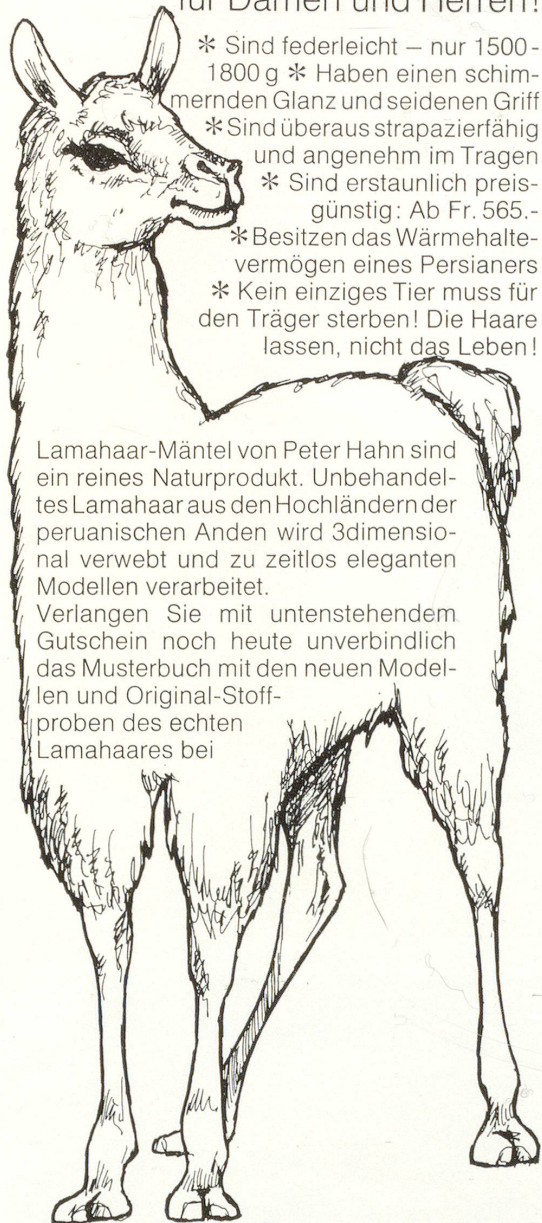 für Damen und Herren!
* Sind federleicht – nur 1500-
1800 g * Haben einen schim-
mernden Glanz und seidenen Griff
* Sind überaus strapazierfähig
und angenehm im Tragen
* Sind erstaunlich preis-
günstig: Ab Fr. 565.-
* Besitzen das Wärmehalte-
vermögen eines Persianers
* Kein einziges Tier muss für
den Träger sterben! Die Haare
lassen, nicht das Leben!
Lamahaar-Mäntel von Peter Hahn sind
ein reines Naturprodukt. Unbehandel-
tes Lamahaar aus den Hochländern der
peruanischen Anden wird 3dimensio-
nal verwebt und zu zeitlos eleganten
Modellen verarbeitet.
Verlangen Sie mit untenstehendem
Gutschein noch heute unverbindlich
das Musterbuch mit den neuen Model-
len und Original-Stoff-
proben des echten
Lamahaares bei